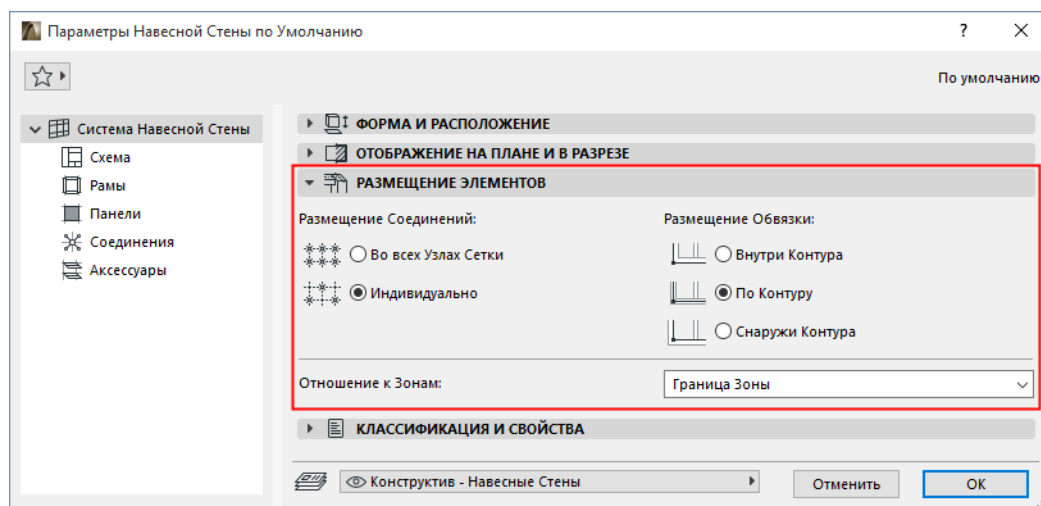 Параметры Навесной Стены по Умолчанию
?
По умолчанию
Система Навесной Стены
Схема
Рамы
Панели
Соединения
Аксессуары
ФОРМА И РАСПОЛОЖЕНИЕ
ОТОБРАЖЕНИЕ НА ПЛАНЕ И В РАЗРЕЗЕ
РАЗМЕЩЕНИЕ ЭЛЕМЕНТОВ
Размещение Соединений:
Во всех Узлах Сетки
Индивидуально
Размещение Обвязки:
Внутри Контура
По Контуру
Снаружи Контура
Отношение к Зонам:
Граница Зоны
КЛАССИФИКАЦИЯ И СВОЙСТВА
Конструктив - Навесные Стены
Отменить
ОК